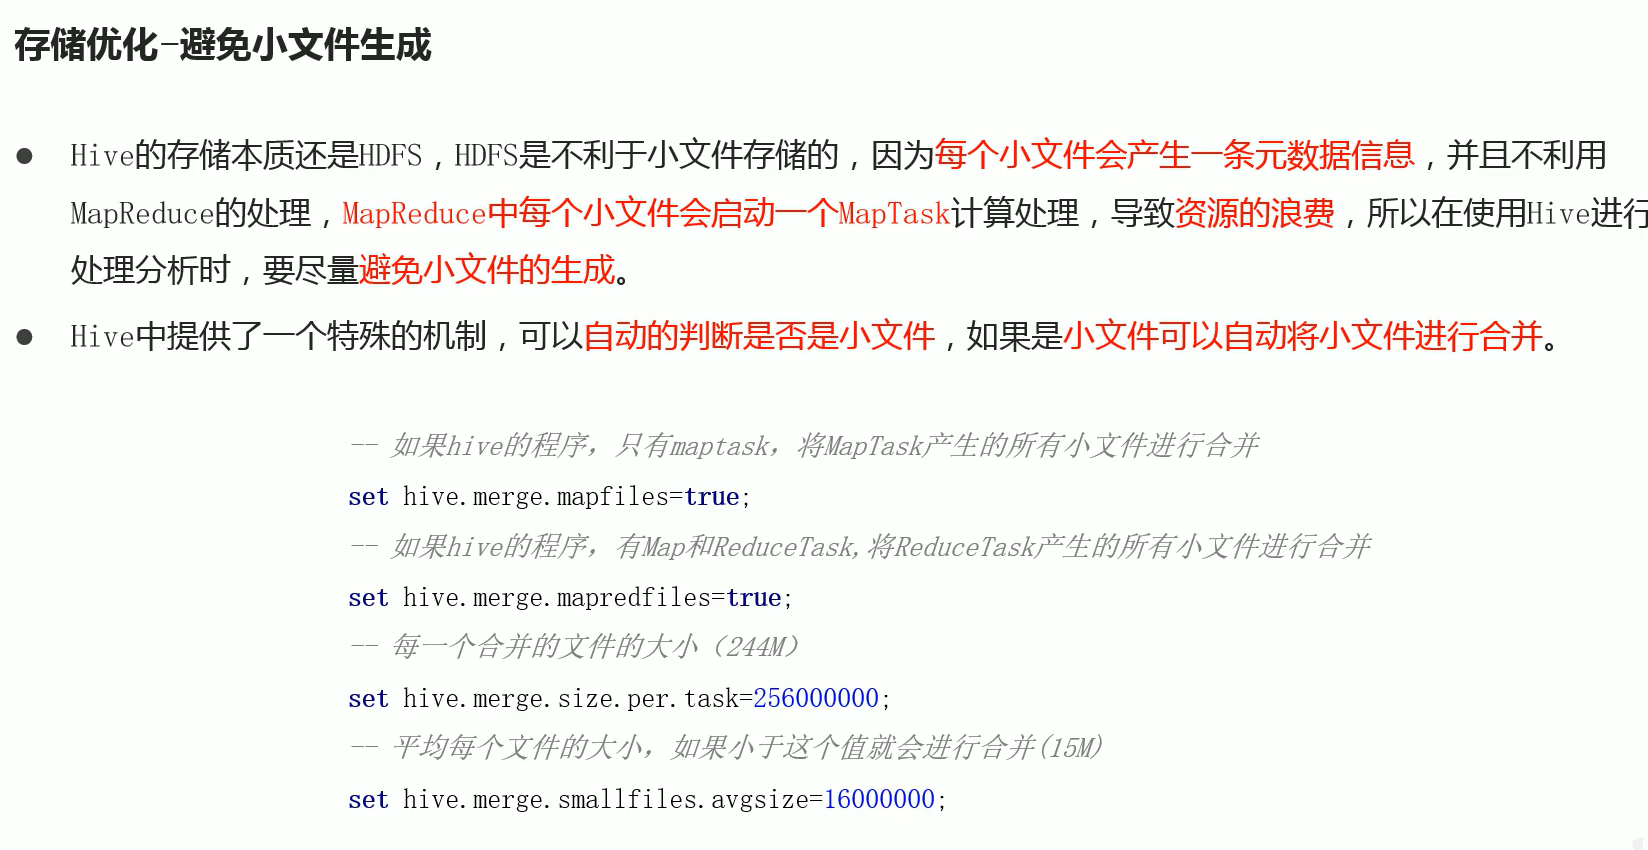 存储优化-避免小文件生成
● Hive的存储本质还是HDFS，HDFS是不利于小文件存储的，因为每个小文件会产生一条元数据信息，并且不利用
MapReduce的处理，MapReduce中每个小文件会启动一个MapTask计算处理，导致资源的浪费，所以在使用Hive进行
处理分析时，要尽量避免小文件的生成。
● Hive中提供了一个特殊的机制，可以自动的判断是否是小文件，如果是小文件可以自动将小文件进行合并。
-- 如果hive的程序，只有maptask，将MapTask产生的所有小文件进行合并
set hive.merge.mapfiles=true;
-- 如果hive的程序，有Map和ReduceTask,将ReduceTask产生的所有小文件进行合并
set hive.merge.mapredfiles=true;
-- 每一个合并的文件的大小（244M）
set hive.merge.size.per.task=256000000;
-- 平均每个文件的大小，如果小于这个值就会进行合并(15M)
set hive.merge.smallfiles.avgsize=16000000;